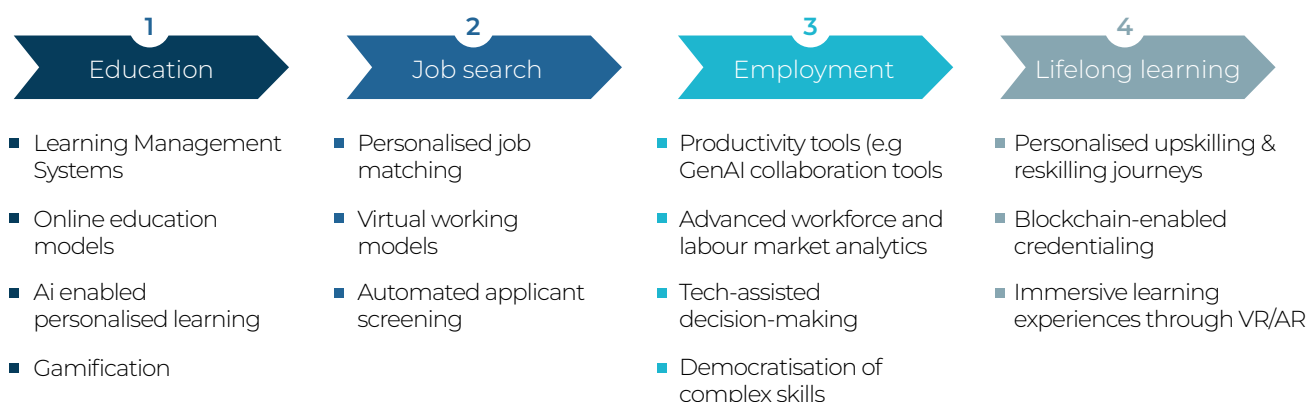 1
Education
Learning Management
Systems
Online education
models
Ai enabled
personalised learning
Gamification
2
Job search
Personalised job
matching
Virtual working
models
Automated applicant
screening
3
Employment
Productivity tools (e.g
GenAI collaboration tools
Advanced workforce and
labour market analytics
Tech-assisted
decision-making
Democratisation of
complex skills
4
Lifelong learning
Personalised upskilling &
reskilling journeys
Blockchain-enabled
credentialing
Immersive learning
experiences through VR/AR